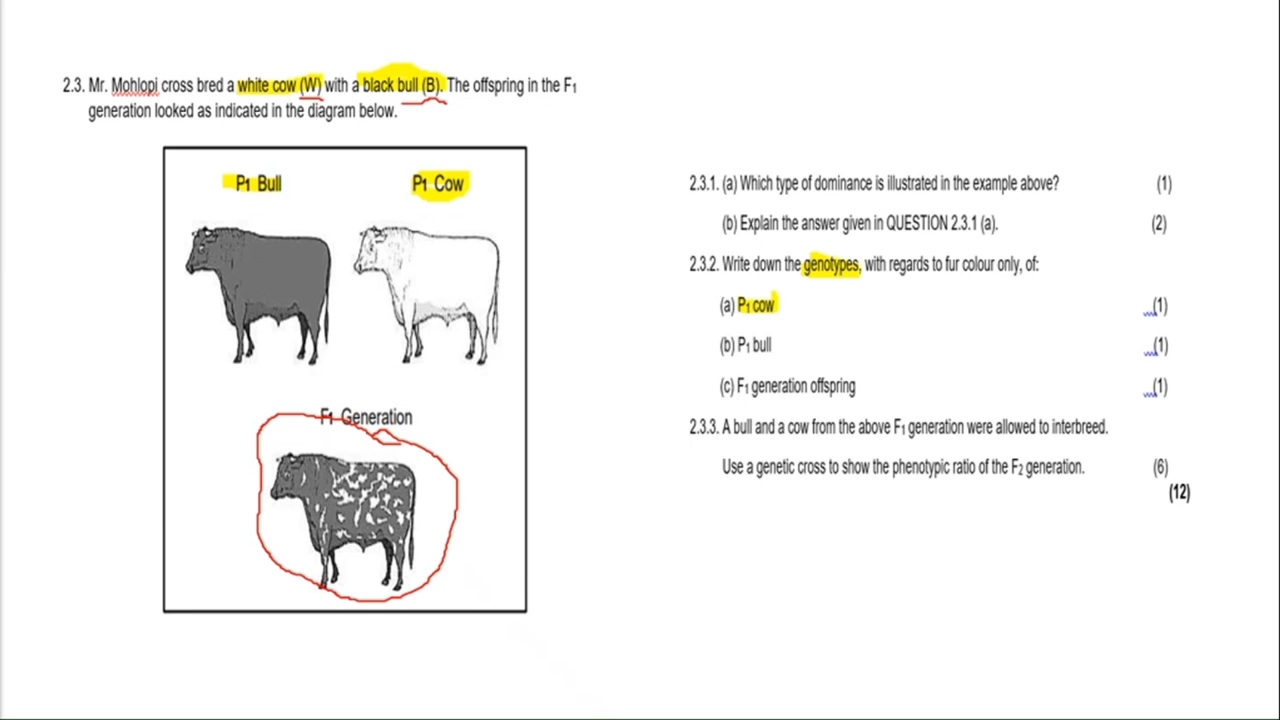 2.3. Mr. Mohlopi cross bred a white cow (W) with a black bull (B). The offspring in the F₁
generation looked as indicated in the diagram below.
P₁ Bull
P₁ Cow
F₁ Generation
2.3.1. (a) Which type of dominance is illustrated in the example above? (1)
(b) Explain the answer given in QUESTION 2.3.1 (a). (2)
2.3.2. Write down the genotypes, with regards to fur colour only, of:
(a) P₁ cow (1)
(b) P₁ bull (1)
(c) F₁ generation offspring (1)
2.3.3. A bull and a cow from the above F₁ generation were allowed to interbreed.
Use a genetic cross to show the phenotypic ratio of the F₂ generation. (6)
(12)